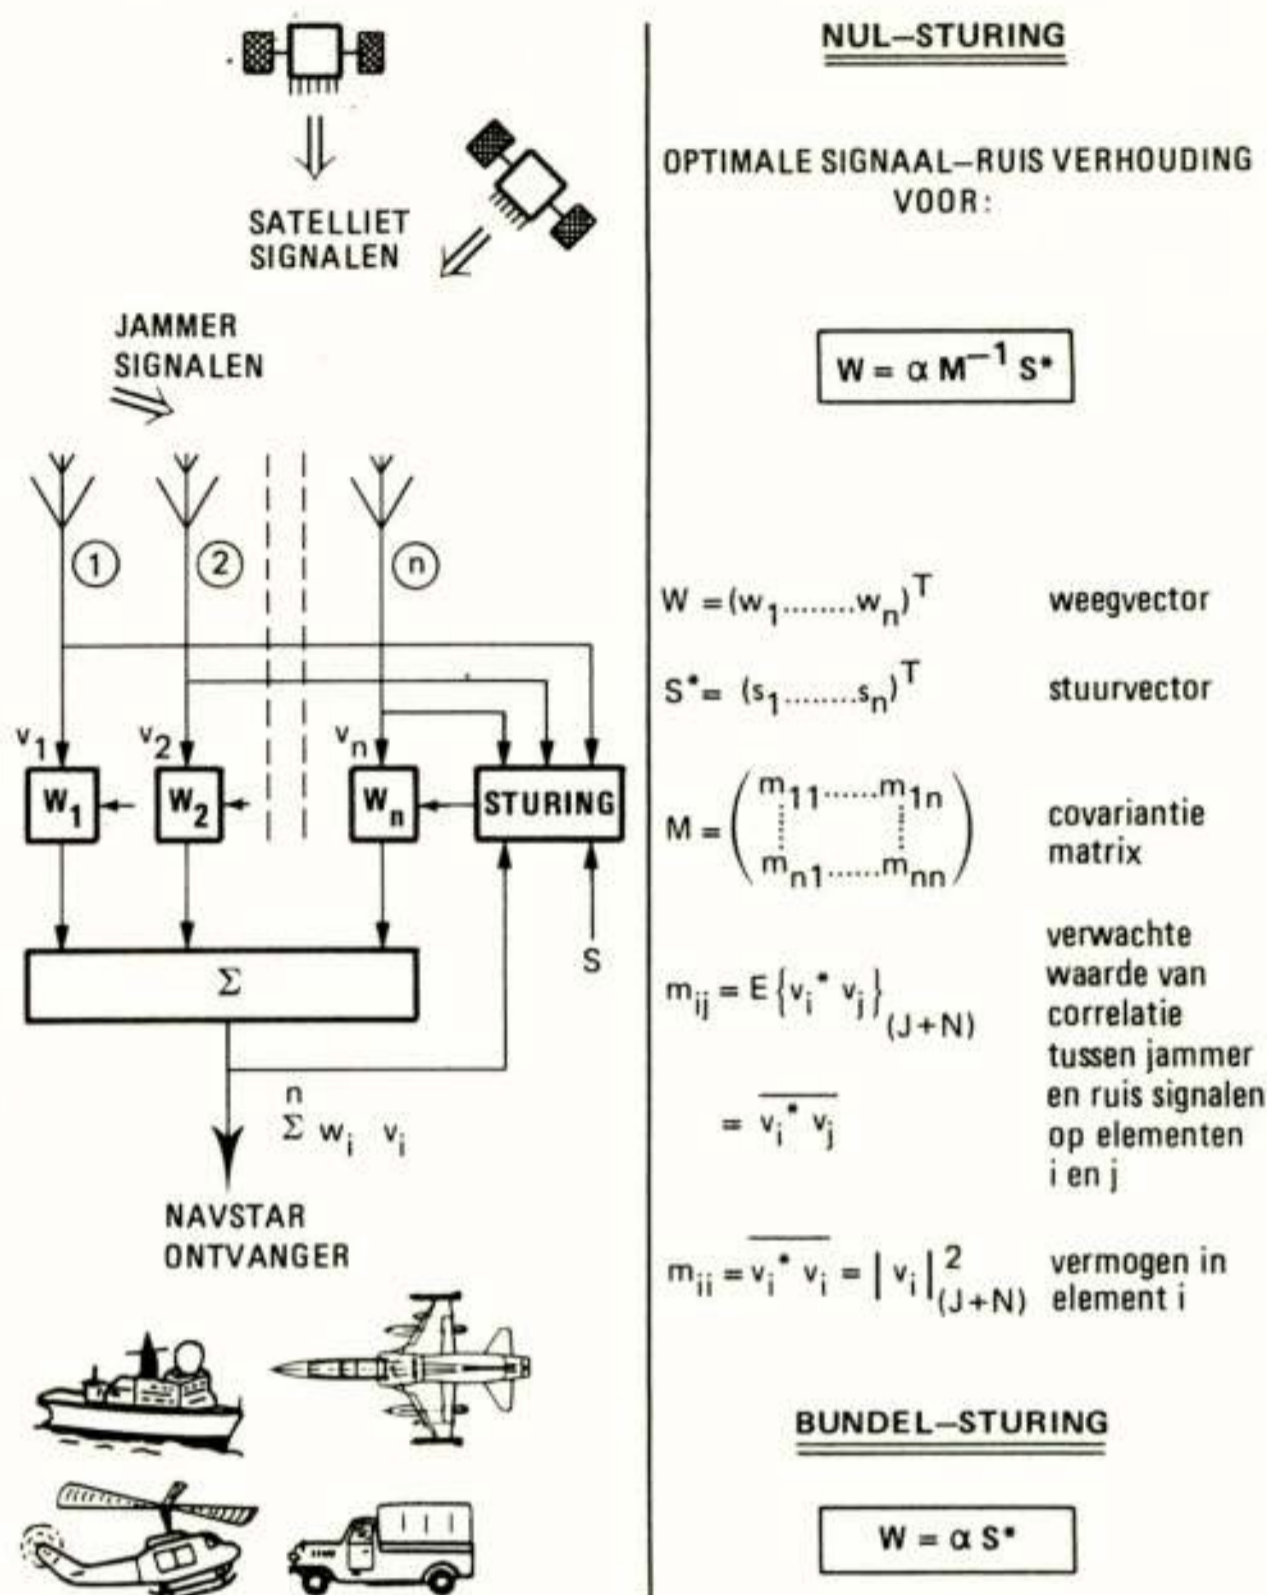 SATELLIET
SIGNALEN
JAMMER
SIGNALEN
1 2 n
v1 v2 vn
W1 W2 Wn STURING
S
Σ
n
Σ wi vi
NAVSTAR
ONTVANGER
NUL–STURING
OPTIMALE SIGNAAL–RUIS VERHOUDING
VOOR:
W = α M⁻¹ S*
W = (w1........wn)ᵀ weegvector
S* = (s1........sn)ᵀ stuurvector
m11......m1n
M = covariantie
matrix
mn1......mnn
verwachte
mij = E {vi* vj}(J+N) waarde van
correlatie
tussen jammer
= vi* vj en ruis signalen
op elementen
i en j
mii = vi* vi = | vi |²(J+N) vermogen in
element i
BUNDEL–STURING
W = α S*